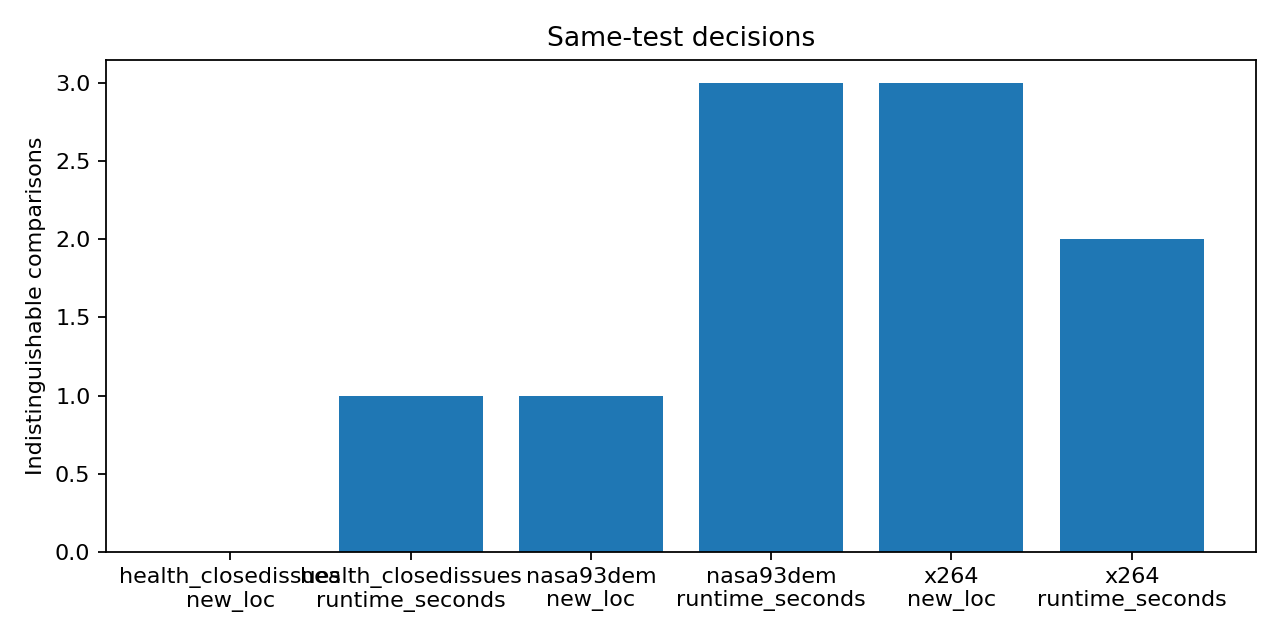 Same-test decisions
Indistinguishable comparisons
3.0
2.5
2.0
1.5
1.0
0.5
0.0
health_closedissues
new_loc
health_closedissues
runtime_seconds
nasa93dem
new_loc
nasa93dem
runtime_seconds
x264
new_loc
x264
runtime_seconds